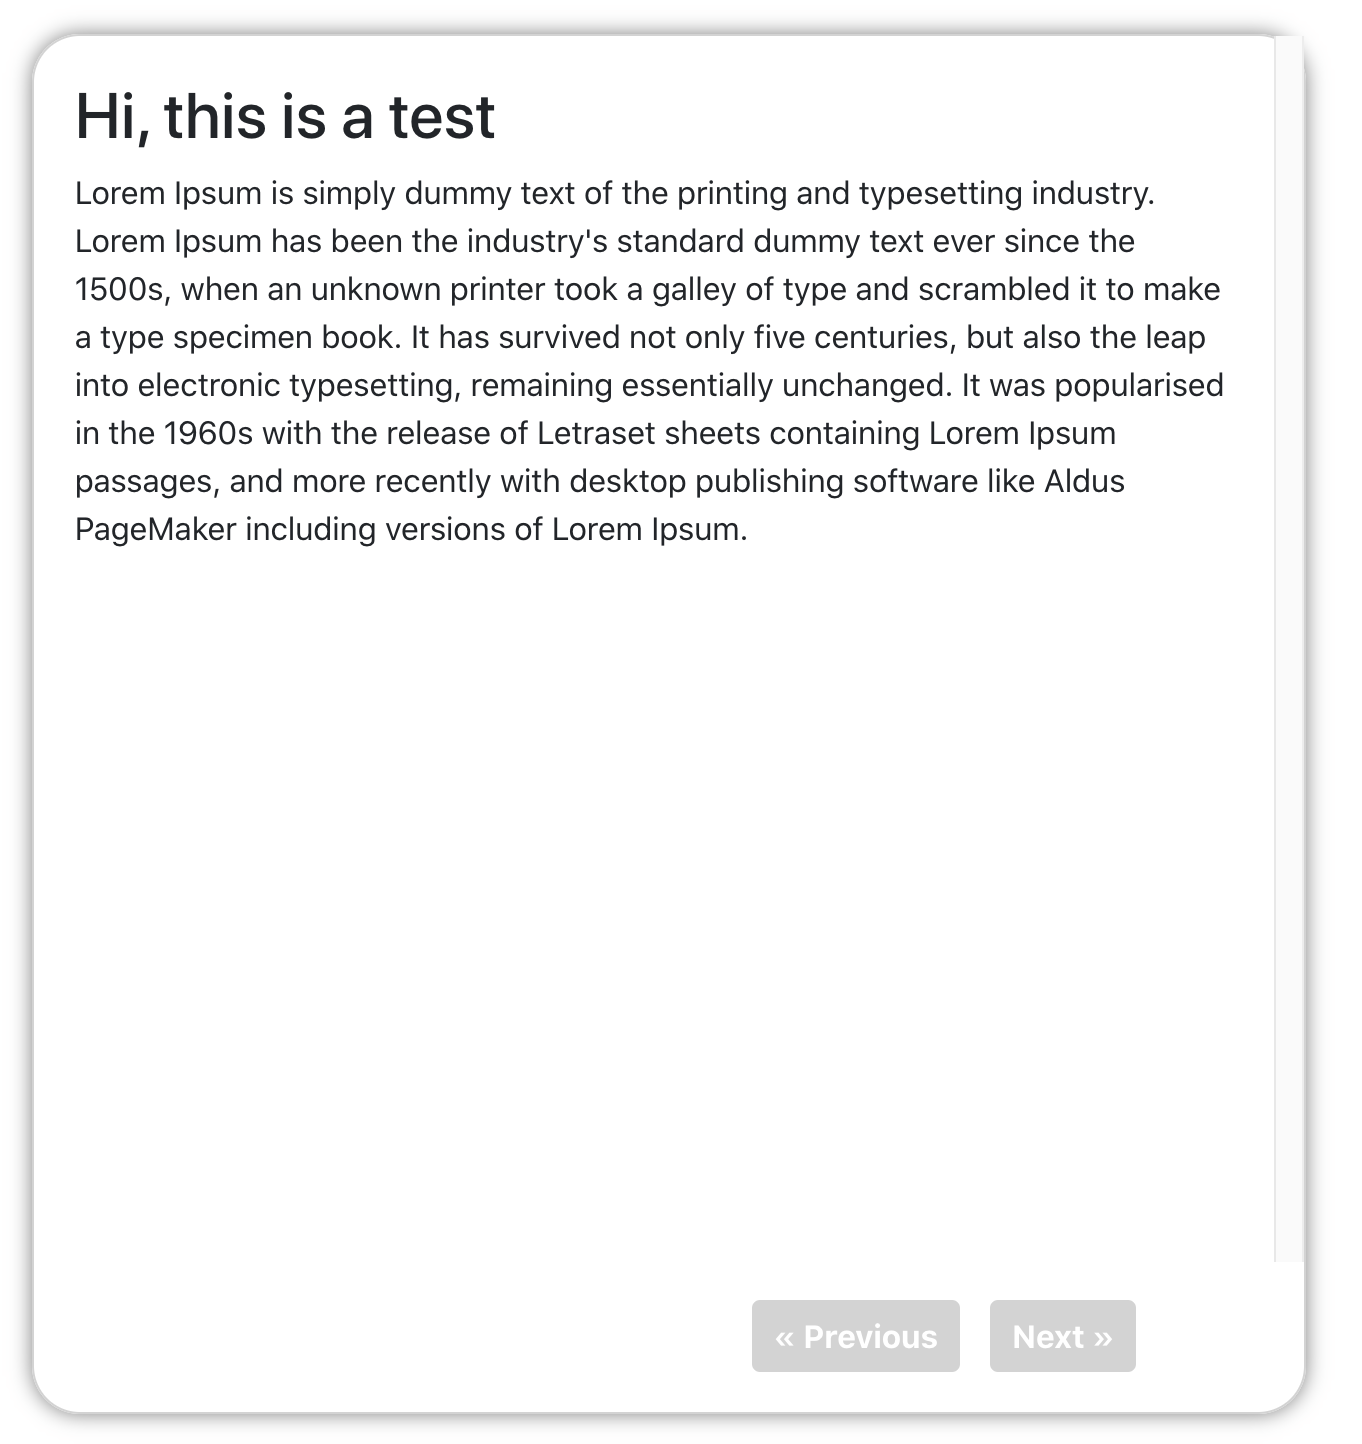 Hi, this is a test
Lorem Ipsum is simply dummy text of the printing and typesetting industry.
Lorem Ipsum has been the industry's standard dummy text ever since the
1500s, when an unknown printer took a galley of type and scrambled it to make
a type specimen book. It has survived not only five centuries, but also the leap
into electronic typesetting, remaining essentially unchanged. It was popularised
in the 1960s with the release of Letraset sheets containing Lorem Ipsum
passages, and more recently with desktop publishing software like Aldus
PageMaker including versions of Lorem Ipsum.
« Previous Next »